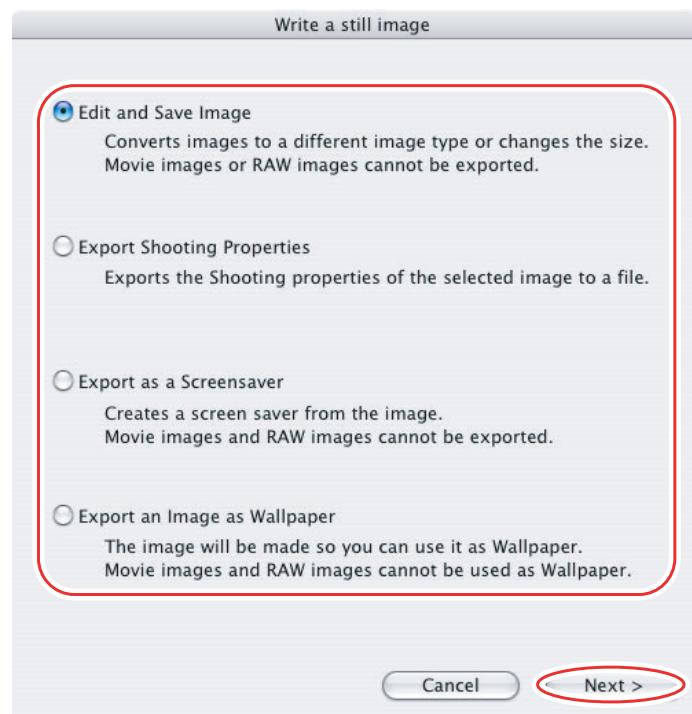 Write a still image
Edit and Save Image
Converts images to a different image type or changes the size.
Movie images or RAW images cannot be exported.
Export Shooting Properties
Exports the Shooting properties of the selected image to a file.
Export as a Screensaver
Creates a screen saver from the image.
Movie images and RAW images cannot be exported.
Export an Image as Wallpaper
The image will be made so you can use it as Wallpaper.
Movie images and RAW images cannot be used as Wallpaper.
Cancel
Next >